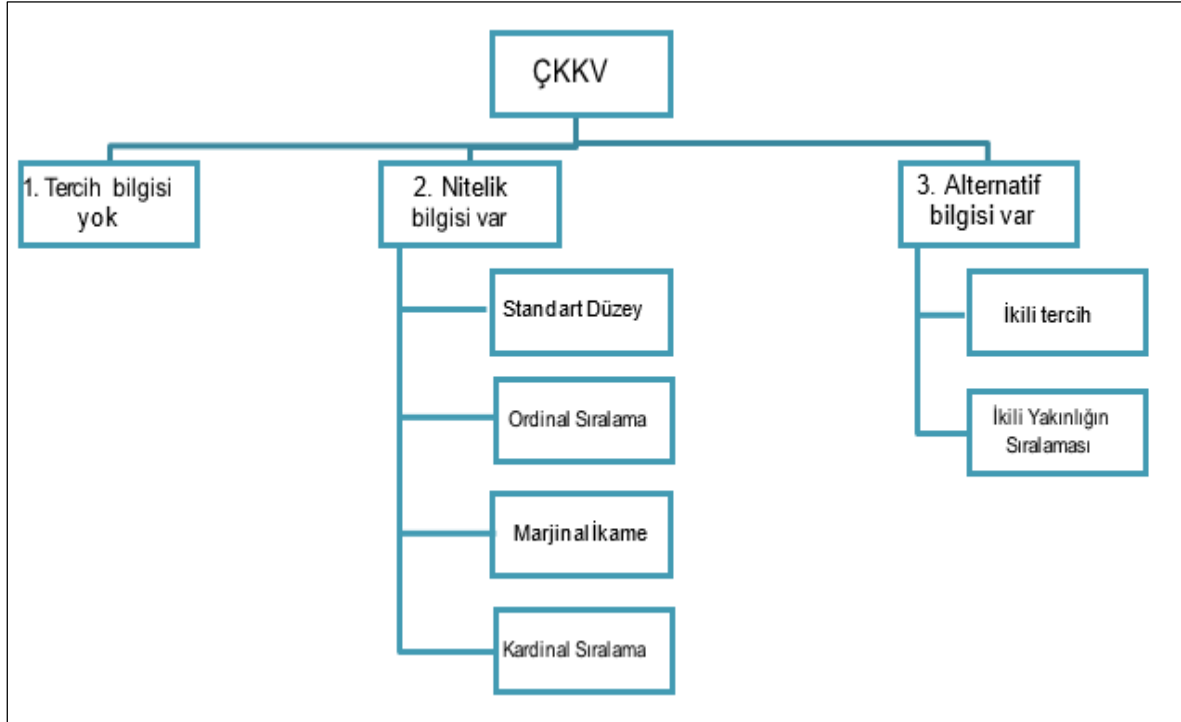 ÇKKV
1. Tercih bilgisi
yok
2. Nitelik
bilgisi var
Standart Düzey
Ordinal Sıralama
Marjinal İkame
Kardinal Sıralama
3. Alternatif
bilgisi var
İkili tercih
İkili Yakınlığın
Sıralaması